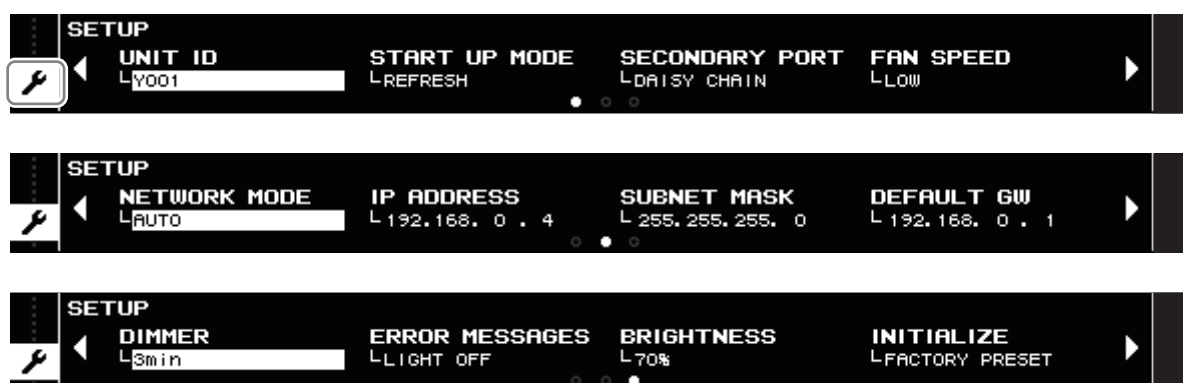 SETUP
UNIT ID START UP MODE SECONDARY PORT FAN SPEED
Y001 REFRESH DAISY CHAIN LOW
SETUP
NETWORK MODE IP ADDRESS SUBNET MASK DEFAULT GW
AUTO 192.168. 0 . 4 255.255.255. 0 192.168. 0 . 1
SETUP
DIMMER ERROR MESSAGES BRIGHTNESS INITIALIZE
3min LIGHT OFF 70% FACTORY PRESET